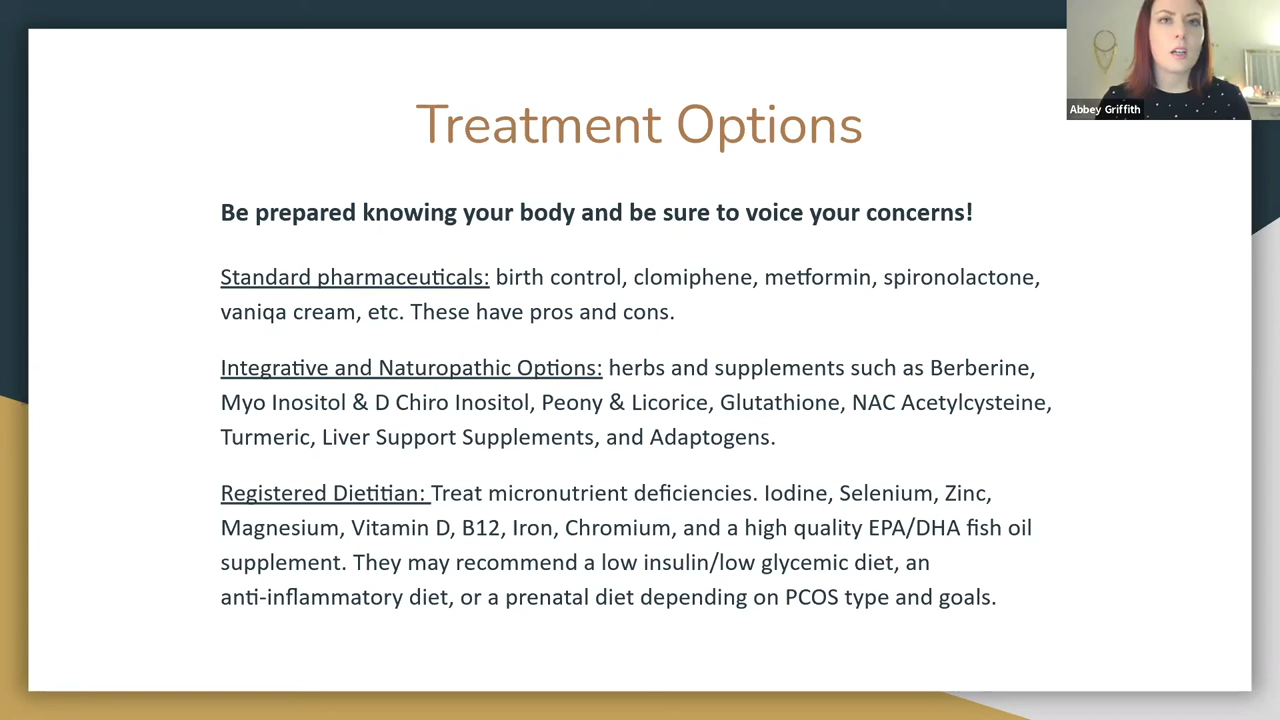 Abbey Griffith
Treatment Options
Be prepared knowing your body and be sure to voice your concerns!
Standard pharmaceuticals: birth control, clomiphene, metformin, spironolactone,
vaniqa cream, etc. These have pros and cons.
Integrative and Naturopathic Options: herbs and supplements such as Berberine,
Myo Inositol & D Chiro Inositol, Peony & Licorice, Glutathione, NAC Acetylcysteine,
Turmeric, Liver Support Supplements, and Adaptogens.
Registered Dietitian: Treat micronutrient deficiencies. Iodine, Selenium, Zinc,
Magnesium, Vitamin D, B12, Iron, Chromium, and a high quality EPA/DHA fish oil
supplement. They may recommend a low insulin/low glycemic diet, an
anti-inflammatory diet, or a prenatal diet depending on PCOS type and goals.